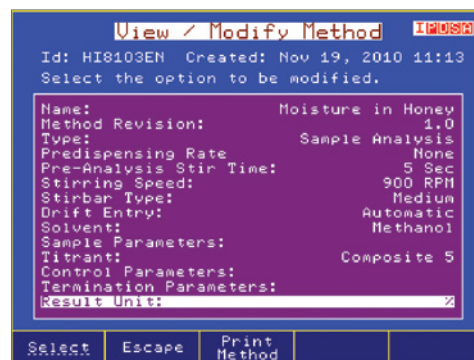 View / Modify Method IPDSA
Id: HI8103EN Created: Nov 19, 2010 11:13
Select the option to be modified.
Name: Moisture in Honey
Method Revision: 1.0
Type: Sample Analysis
Predispensing Rate None
Pre-Analysis Stir Time: 5 Sec
Stirring Speed: 900 RPM
Stirbar Type: Medium
Drift Entry: Automatic
Solvent: Methanol
Sample Parameters:
Titrant: Composite 5
Control Parameters:
Termination Parameters:
Result Unit: %
Select Escape Print
Method